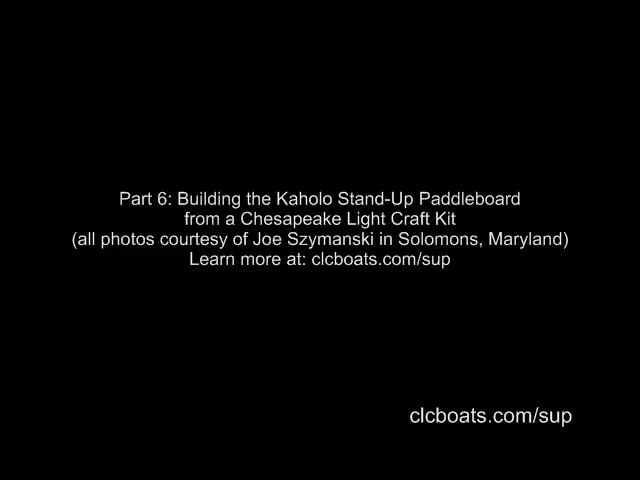 Part 6: Building the Kaholo Stand-Up Paddleboard
from a Chesapeake Light Craft Kit
(all photos courtesy of Joe Szymanski in Solomons, Maryland)
Learn more at: clcboats.com/sup
clcboats.com/sup